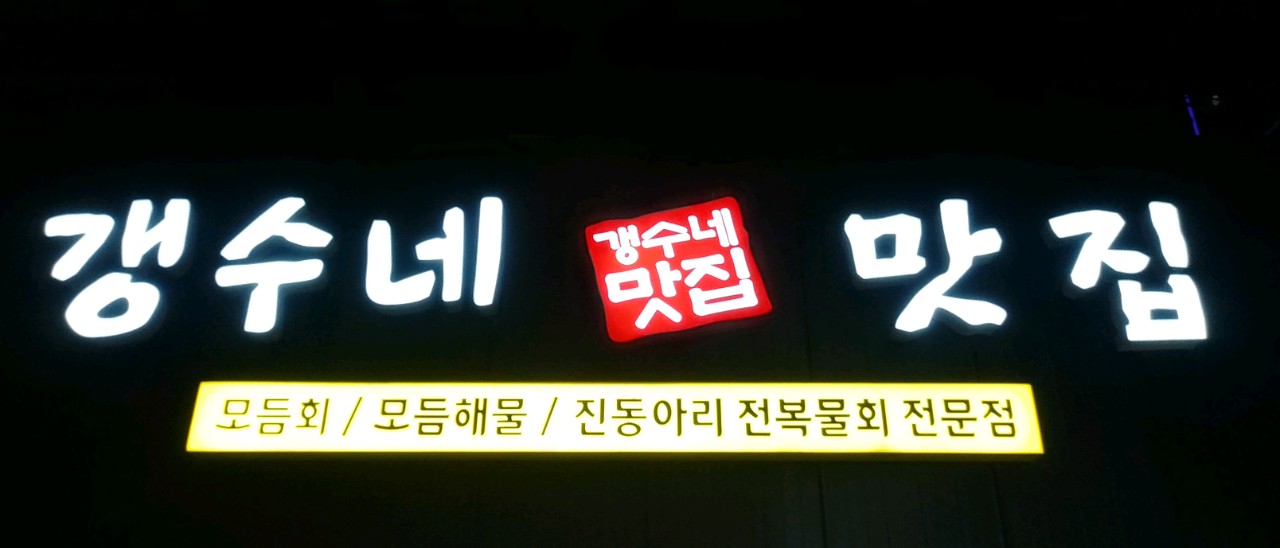 갱수네 맛집
갱수네
맛집
모듬회 / 모듬해물 / 진동아리 전복물회 전문점